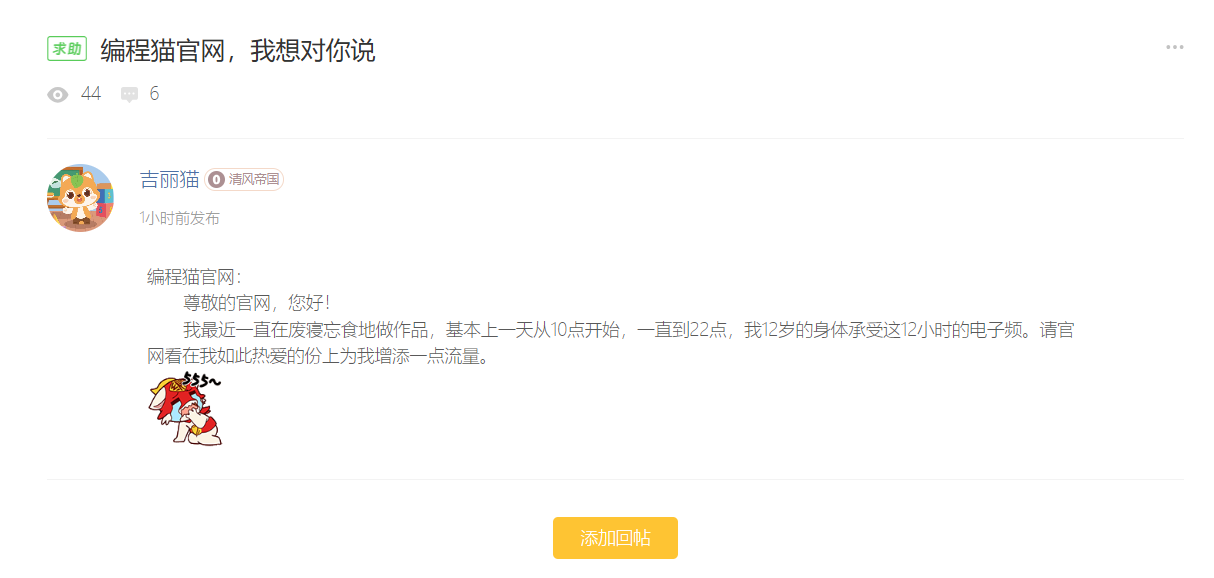 求助 编程猫官网，我想对你说
44 6
吉丽猫 0 清风帝国
1小时前发布
编程猫官网：
尊敬的官网，您好！
我最近一直在废寝忘食地做作品，基本上一天从10点开始，一直到22点，我12岁的身体承受这12小时的电子频。请官
网看在我如此热爱的份上为我增添一点流量。
555~
添加回帖